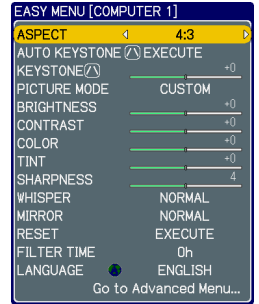 EASY MENU [COMPUTER 1]
ASPECT 4:3
AUTO KEYSTONE EXECUTE
KEYSTONE +0
PICTURE MODE CUSTOM
BRIGHTNESS +0
CONTRAST +0
COLOR +0
TINT +0
SHARPNESS 4
WHISPER NORMAL
MIRROR NORMAL
RESET EXECUTE
FILTER TIME 0h
LANGUAGE ENGLISH
Go to Advanced Menu...